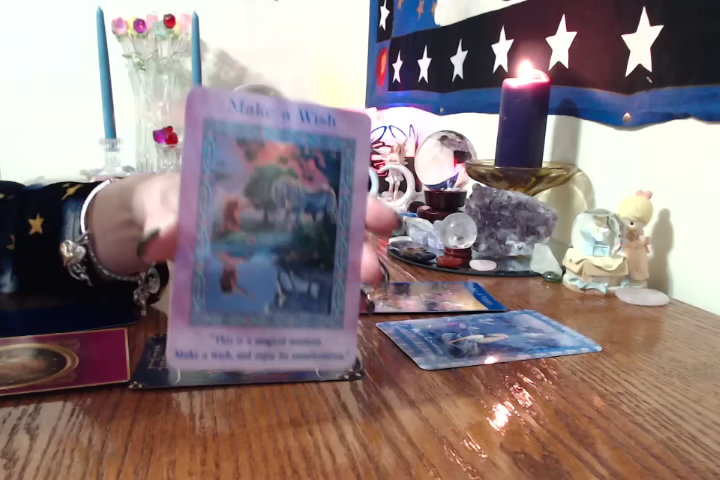 Make a Wish
"This is a magical moment.
Make a wish, and enjoy its manifestation."